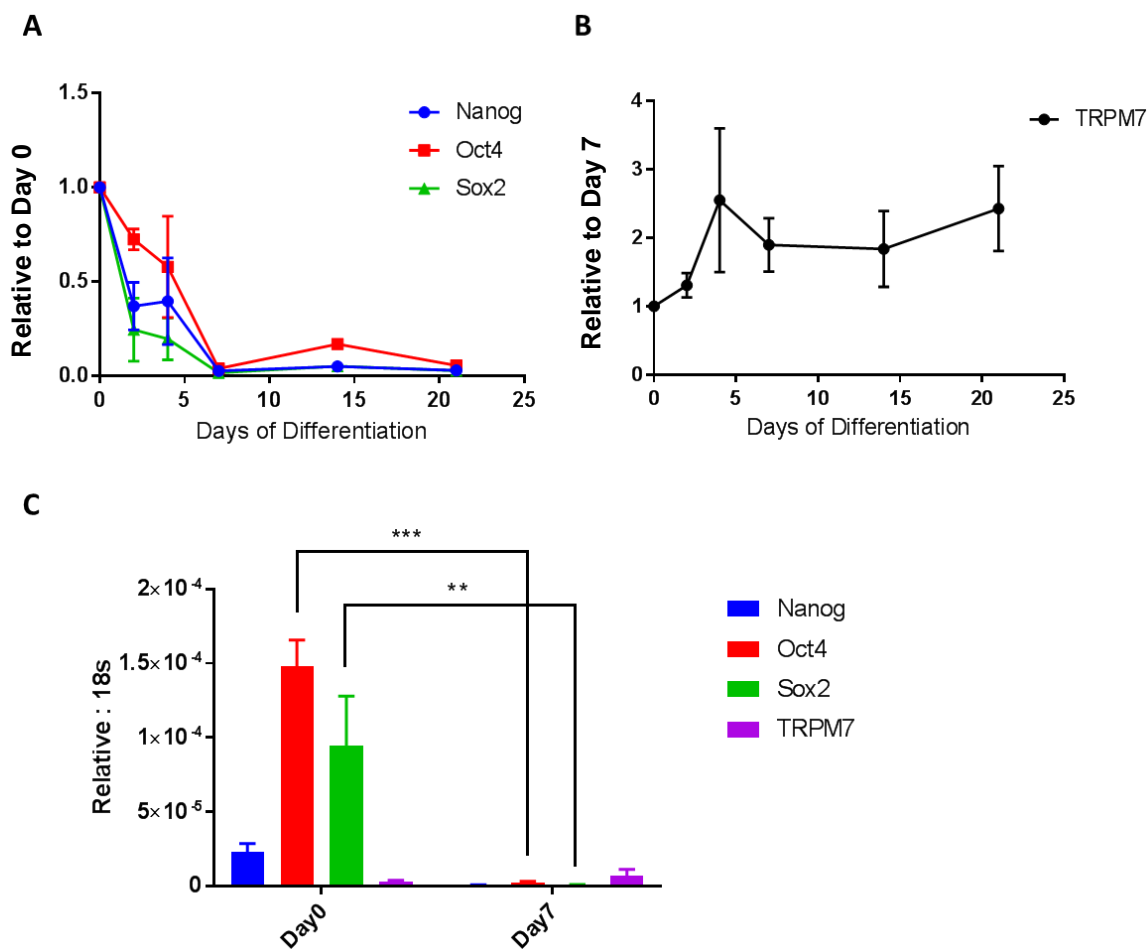 A
Relative to Day 0
1.5
1.0
0.5
0.0
0 5 10 15 20 25
Days of Differentiation
Nanog
Oct4
Sox2
B
Relative to Day 7
4
3
2
1
0
0 5 10 15 20 25
Days of Differentiation
TRPM7
C
Relative : 18s
2× 10⁻⁴
1.5× 10⁻⁴
1× 10⁻⁴
5× 10⁻⁵
0
***
**
Day0 Day7
Nanog
Oct4
Sox2
TRPM7